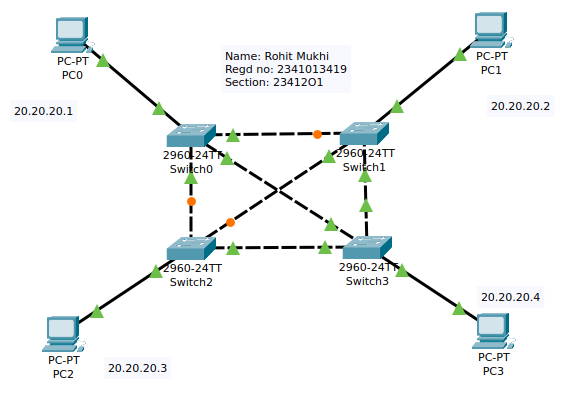 PC-PT
PC0
PC-PT
PC1
Name: Rohit Mukhi
Regd no: 2341013419
Section: 23412O1
20.20.20.1
20.20.20.2
2960-24TT
Switch0
2960-24TT
Switch1
2960-24TT
Switch2
2960-24TT
Switch3
20.20.20.4
PC-PT
PC2
20.20.20.3
PC-PT
PC3